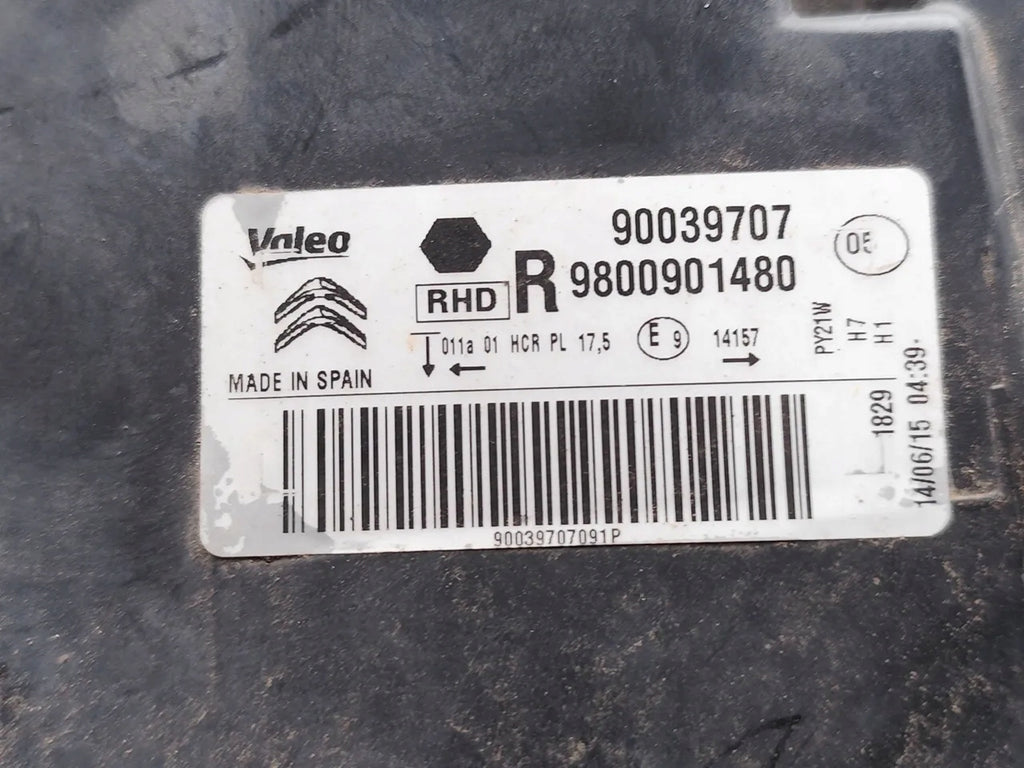 Valeo
MADE IN SPAIN
RHD
R
90039707
9800901480
011a 01 HCR PL 17,5
E 9
14157
PY21W
H7
H1
1829
14/06/15 04:39
90039707091P